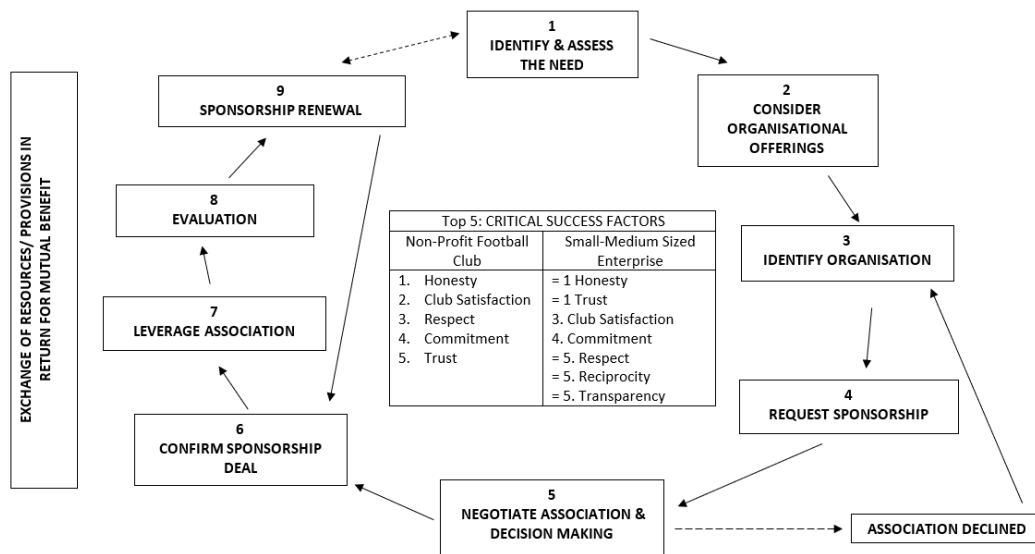 1
IDENTIFY & ASSESS
THE NEED
2
CONSIDER
ORGANISATIONAL
OFFERINGS
3
IDENTIFY ORGANISATION
4
REQUEST SPONSORSHIP
5
NEGOTIATE ASSOCIATION &
DECISION MAKING
ASSOCIATION DECLINED
6
CONFIRM SPONSORSHIP
DEAL
7
LEVERAGE ASSOCIATION
8
EVALUATION
9
SPONSORSHIP RENEWAL
EXCHANGE OF RESOURCES/ PROVISIONS IN
RETURN FOR MUTUAL BENEFIT
Top 5: CRITICAL SUCCESS FACTORS
Non-Profit Football
Club
1. Honesty
2. Club Satisfaction
3. Respect
4. Commitment
5. Trust
Small-Medium Sized
Enterprise
= 1 Honesty
= 1 Trust
3. Club Satisfaction
4. Commitment
= 5. Respect
= 5. Reciprocity
= 5. Transparency